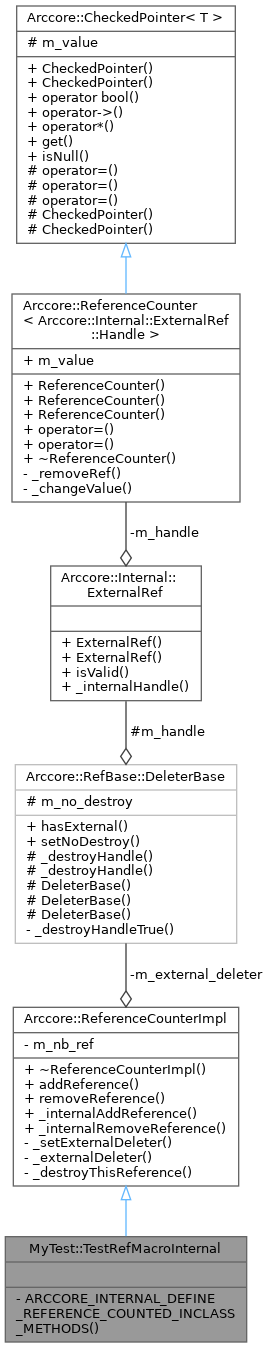 Arccore::CheckedPointer< T >
# m_value
+ CheckedPointer()
+ CheckedPointer()
+ operator bool()
+ operator->()
+ operator*()
+ get()
+ isNull()
# operator=()
# operator=()
# operator=()
# CheckedPointer()
# CheckedPointer()
Arccore::ReferenceCounter
< Arccore::Internal::ExternalRef
::Handle >
+ m_value
+ ReferenceCounter()
+ ReferenceCounter()
+ ReferenceCounter()
+ operator=()
+ operator=()
+ ~ReferenceCounter()
- _removeRef()
- _changeValue()
-m_handle
Arccore::Internal::
ExternalRef
+ ExternalRef()
+ ExternalRef()
+ isValid()
+ _internalHandle()
#m_handle
Arccore::RefBase::DeleterBase
# m_no_destroy
+ hasExternal()
+ setNoDestroy()
# _destroyHandle()
# _destroyHandle()
# DeleterBase()
# DeleterBase()
# DeleterBase()
- _destroyHandleTrue()
-m_external_deleter
Arccore::ReferenceCounterImpl
- m_nb_ref
+ ~ReferenceCounterImpl()
+ addReference()
+ removeReference()
+ _internalAddReference()
+ _internalRemoveReference()
- _setExternalDeleter()
- _externalDeleter()
- _destroyThisReference()
MyTest::TestRefMacroInternal
- ARCCORE_INTERNAL_DEFINE
_REFERENCE_COUNTED_INCLASS
_METHODS()